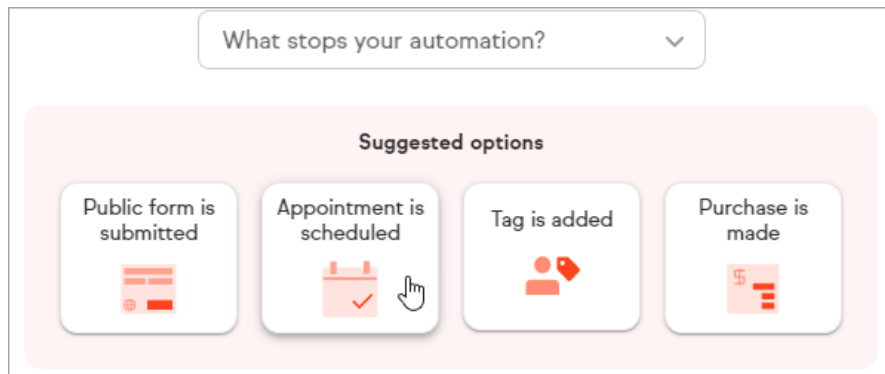 What stops your automation?
Suggested options
Public form is
submitted
Appointment is
scheduled
Tag is added
Purchase is
made
$